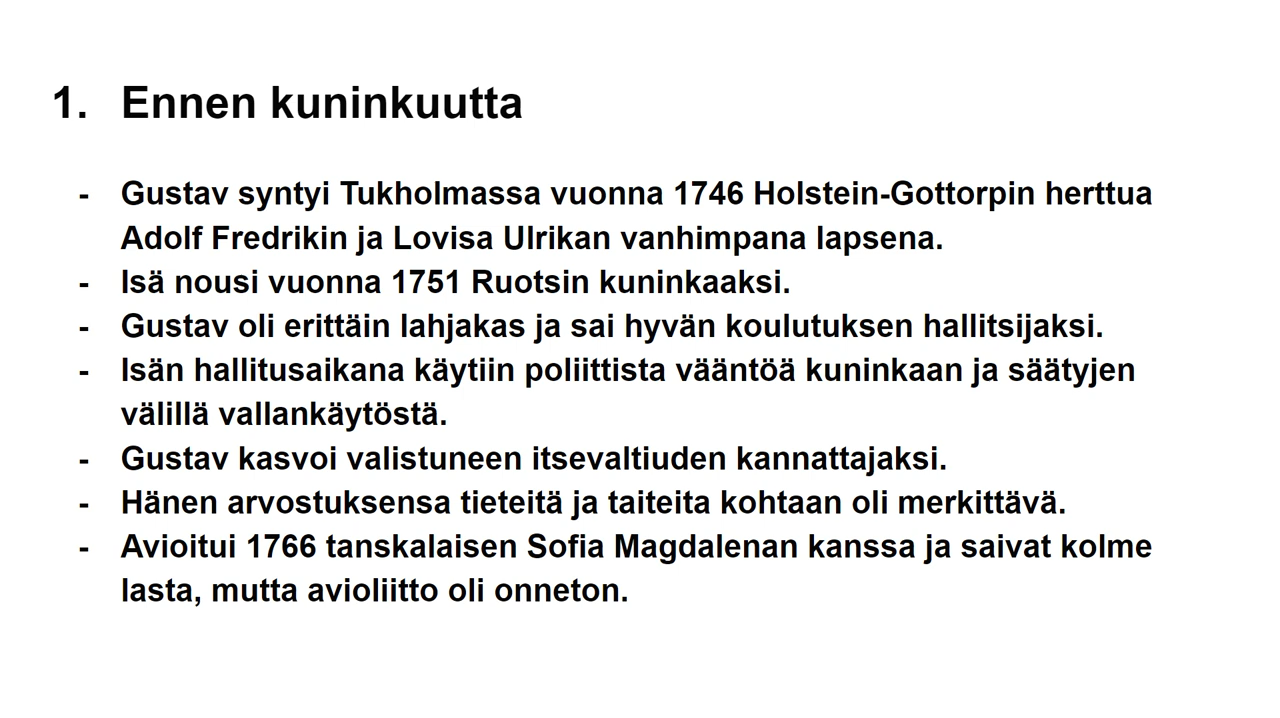 1. Ennen kuninkuutta
- Gustav syntyi Tukholmassa vuonna 1746 Holstein-Gottorpin herttua
Adolf Fredrikin ja Lovisa Ulrikan vanhimpana lapsena.
- Isä nousi vuonna 1751 Ruotsin kuninkaaksi.
- Gustav oli erittäin lahjakas ja sai hyvän koulutuksen hallitsijaksi.
- Isän hallitusaikana käytiin poliittista vääntöä kuninkaan ja säätyjen
välillä vallankäytöstä.
- Gustav kasvoi valistuneen itsevaltiuden kannattajaksi.
- Hänen arvostuksensa tieteitä ja taiteita kohtaan oli merkittävä.
- Avioitui 1766 tanskalaisen Sofia Magdalenan kanssa ja saivat kolme
lasta, mutta avioliitto oli onneton.